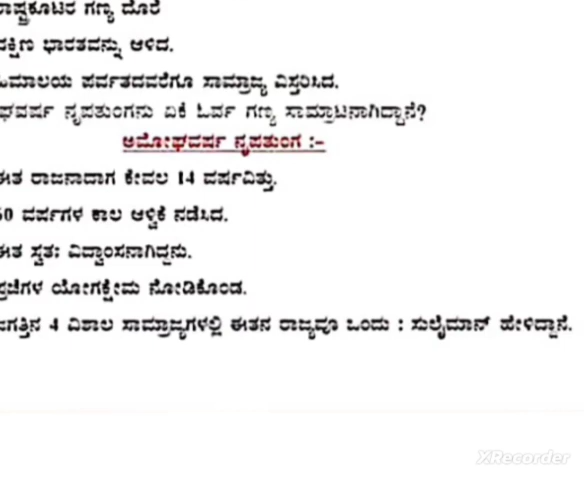 ರಾಷ್ಟ್ರಕೂಟರ ಗಣ್ಯ ದೊರೆ
ದಕ್ಷಿಣ ಭಾರತವನ್ನು ಆಳಿದ.
ಹಿಮಾಲಯ ಪರ್ವತದವರೆಗೂ ಸಾಮ್ರಾಜ್ಯ ವಿಸ್ತರಿಸಿದ.
ಘವರ್ಷ ನೃಪತುಂಗನು ಏಕೆ ಓರ್ವ ಗಣ್ಯ ಸಾಮ್ರಾಟನಾಗಿದ್ದಾನೆ?
ಅಮೋಘವರ್ಷ ನೃಪತುಂಗ :-
ಈತ ರಾಜನಾದಾಗ ಕೇವಲ 14 ವರ್ಷವಿತ್ತು.
60 ವರ್ಷಗಳ ಕಾಲ ಆಳ್ವಿಕೆ ನಡೆಸಿದ.
ಈತ ಸ್ವತಃ ವಿದ್ವಾಂಸನಾಗಿದ್ದನು.
ಪ್ರಜೆಗಳ ಯೋಗಕ್ಷೇಮ ನೋಡಿಕೊಂಡ.
ಜಗತ್ತಿನ 4 ವಿಶಾಲ ಸಾಮ್ರಾಜ್ಯಗಳಲ್ಲಿ ಈತನ ರಾಜ್ಯವೂ ಒಂದು : ಸುಲೈಮಾನ್ ಹೇಳಿದ್ದಾನೆ.
XRecorder